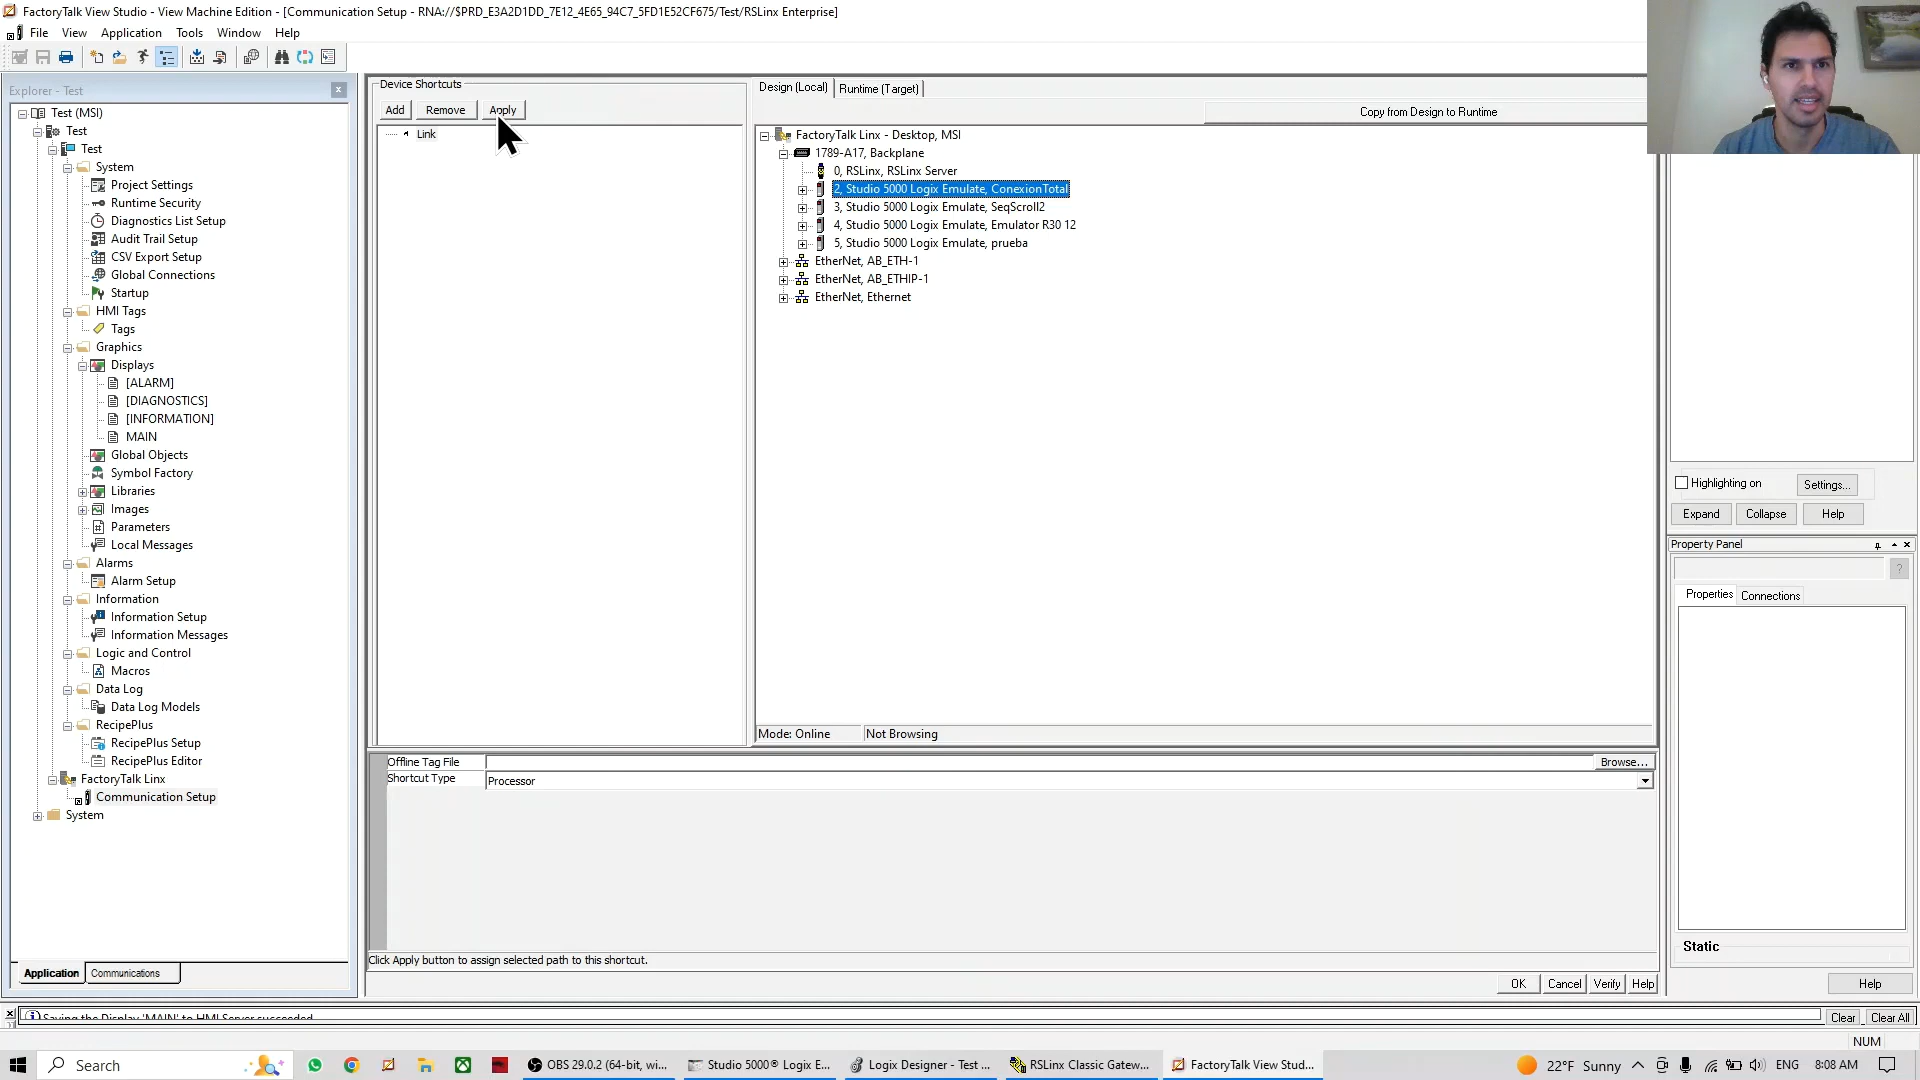 FactoryTalk View Studio - View Machine Edition - [Communication Setup - RNA://$PRD_E3A2D1DD_7E12_4E65_94C7_5FD1E52CF675/Test/RSLinx Enterprise]
File View Application Tools Window Help
Explorer - Test
Test (MSI)
Test
Test
System
Project Settings
Runtime Security
Diagnostics List Setup
Audit Trail Setup
CSV Export Setup
Global Connections
Startup
HMI Tags
Tags
Graphics
Displays
[ALARM]
[DIAGNOSTICS]
[INFORMATION]
MAIN
Global Objects
Symbol Factory
Libraries
Images
Parameters
Local Messages
Alarms
Alarm Setup
Information
Information Setup
Information Messages
Logic and Control
Macros
Data Log
Data Log Models
RecipePlus
RecipePlus Setup
RecipePlus Editor
FactoryTalk Linx
Communication Setup
System
Application Communications
Device Shortcuts
Add Remove Apply
Link
Design (Local) Runtime (Target)
Copy from Design to Runtime
FactoryTalk Linx - Desktop, MSI
1789-A17, Backplane
0, RSLinx, RSLinx Server
2, Studio 5000 Logix Emulate, ConexionTotal
3, Studio 5000 Logix Emulate, SeqScroll2
4, Studio 5000 Logix Emulate, Emulator R30 12
5, Studio 5000 Logix Emulate, prueba
EtherNet, AB_ETH-1
EtherNet, AB_ETHIP-1
EtherNet, Ethernet
Mode: Online Not Browsing
Offline Tag File Browse...
Shortcut Type Processor
Click Apply button to assign selected path to this shortcut.
OK Cancel Verify Help
Highlighting on Settings...
Expand Collapse Help
Property Panel
?
Properties Connections
Static
Help
Saving the Display 'MAIN' to HMI Server succeeded
Clear Clear All
NUM
Search
OBS 29.0.2 (64-bit, wi...
Studio 5000® Logix E...
Logix Designer - Test ...
RSLinx Classic Gatew...
FactoryTalk View Stud...
22°F Sunny
ENG
8:08 AM